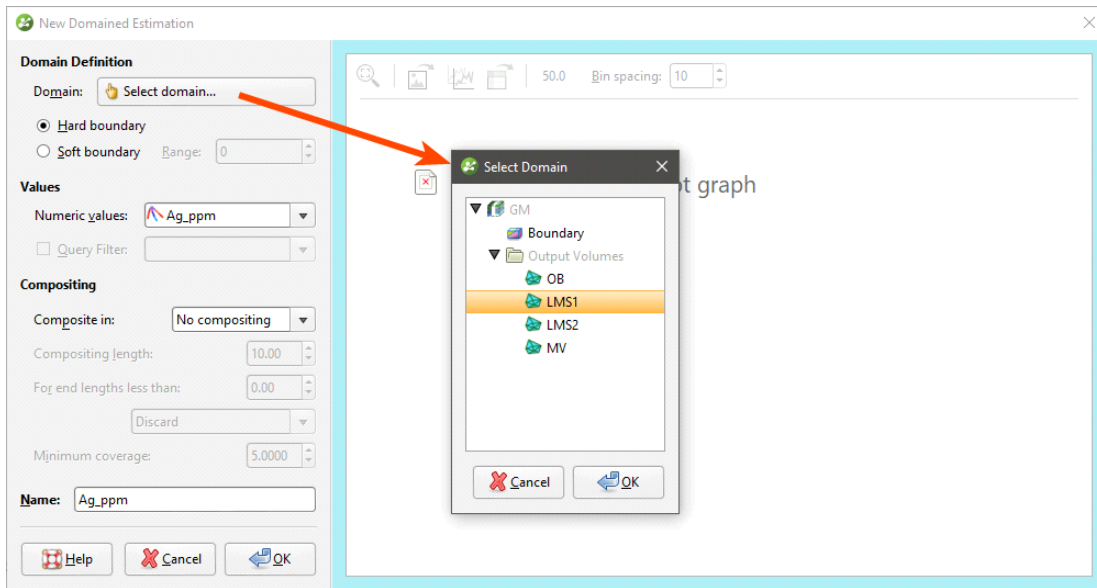 New Domained Estimation
Domain Definition
Domain: Select domain...
Hard boundary
Soft boundary Range: 0
Values
Numeric values: Ag_ppm
Query Filter:
Compositing
Composite in: No compositing
Compositing length: 10.00
For end lengths less than: 0.00
Discard
Minimum coverage: 5.0000
Name: Ag_ppm
Help Cancel OK
50.0 Bin spacing: 10
graph
Select Domain
GM
Boundary
Output Volumes
OB
LMS1
LMS2
MV
Cancel OK